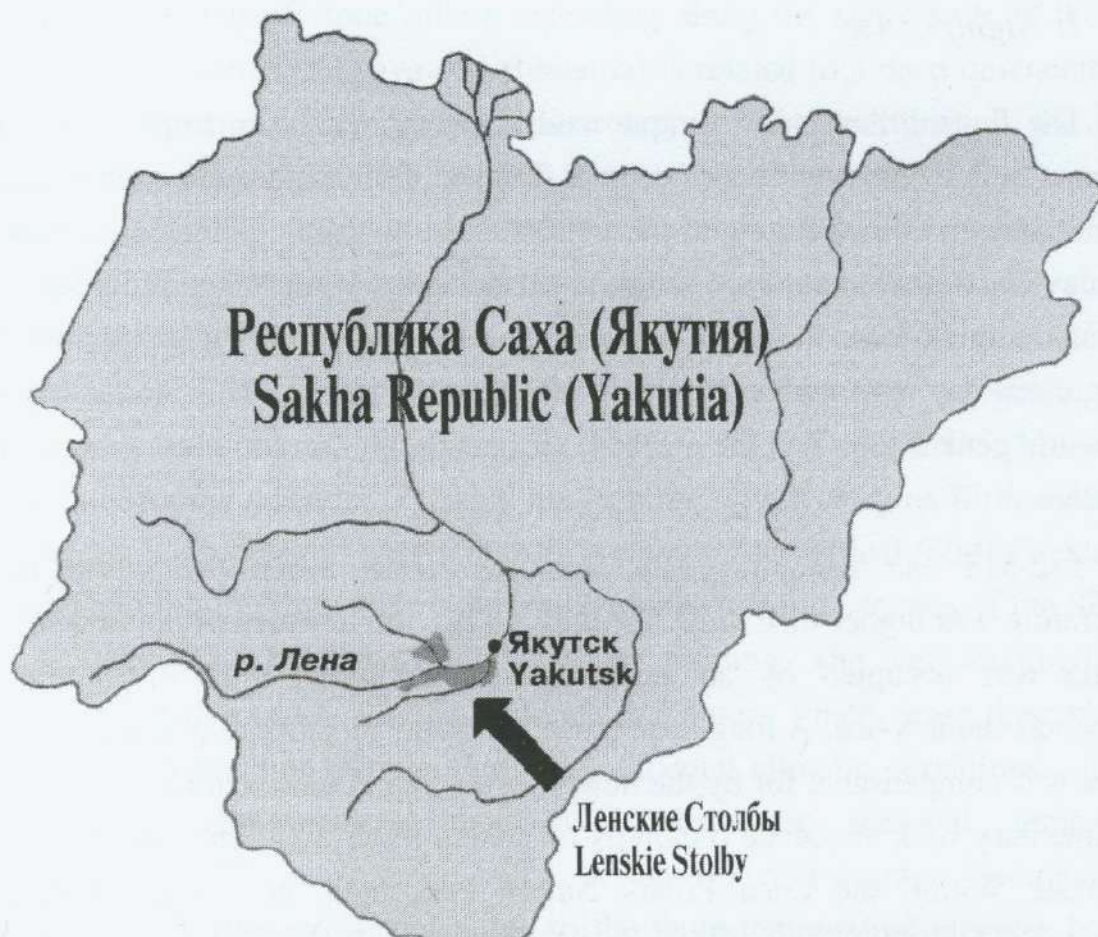 Республика Саха (Якутия)
Sakha Republic (Yakutia)
р. Лена
Якутск
Yakutsk
Ленские Столбы
Lenskie Stolby